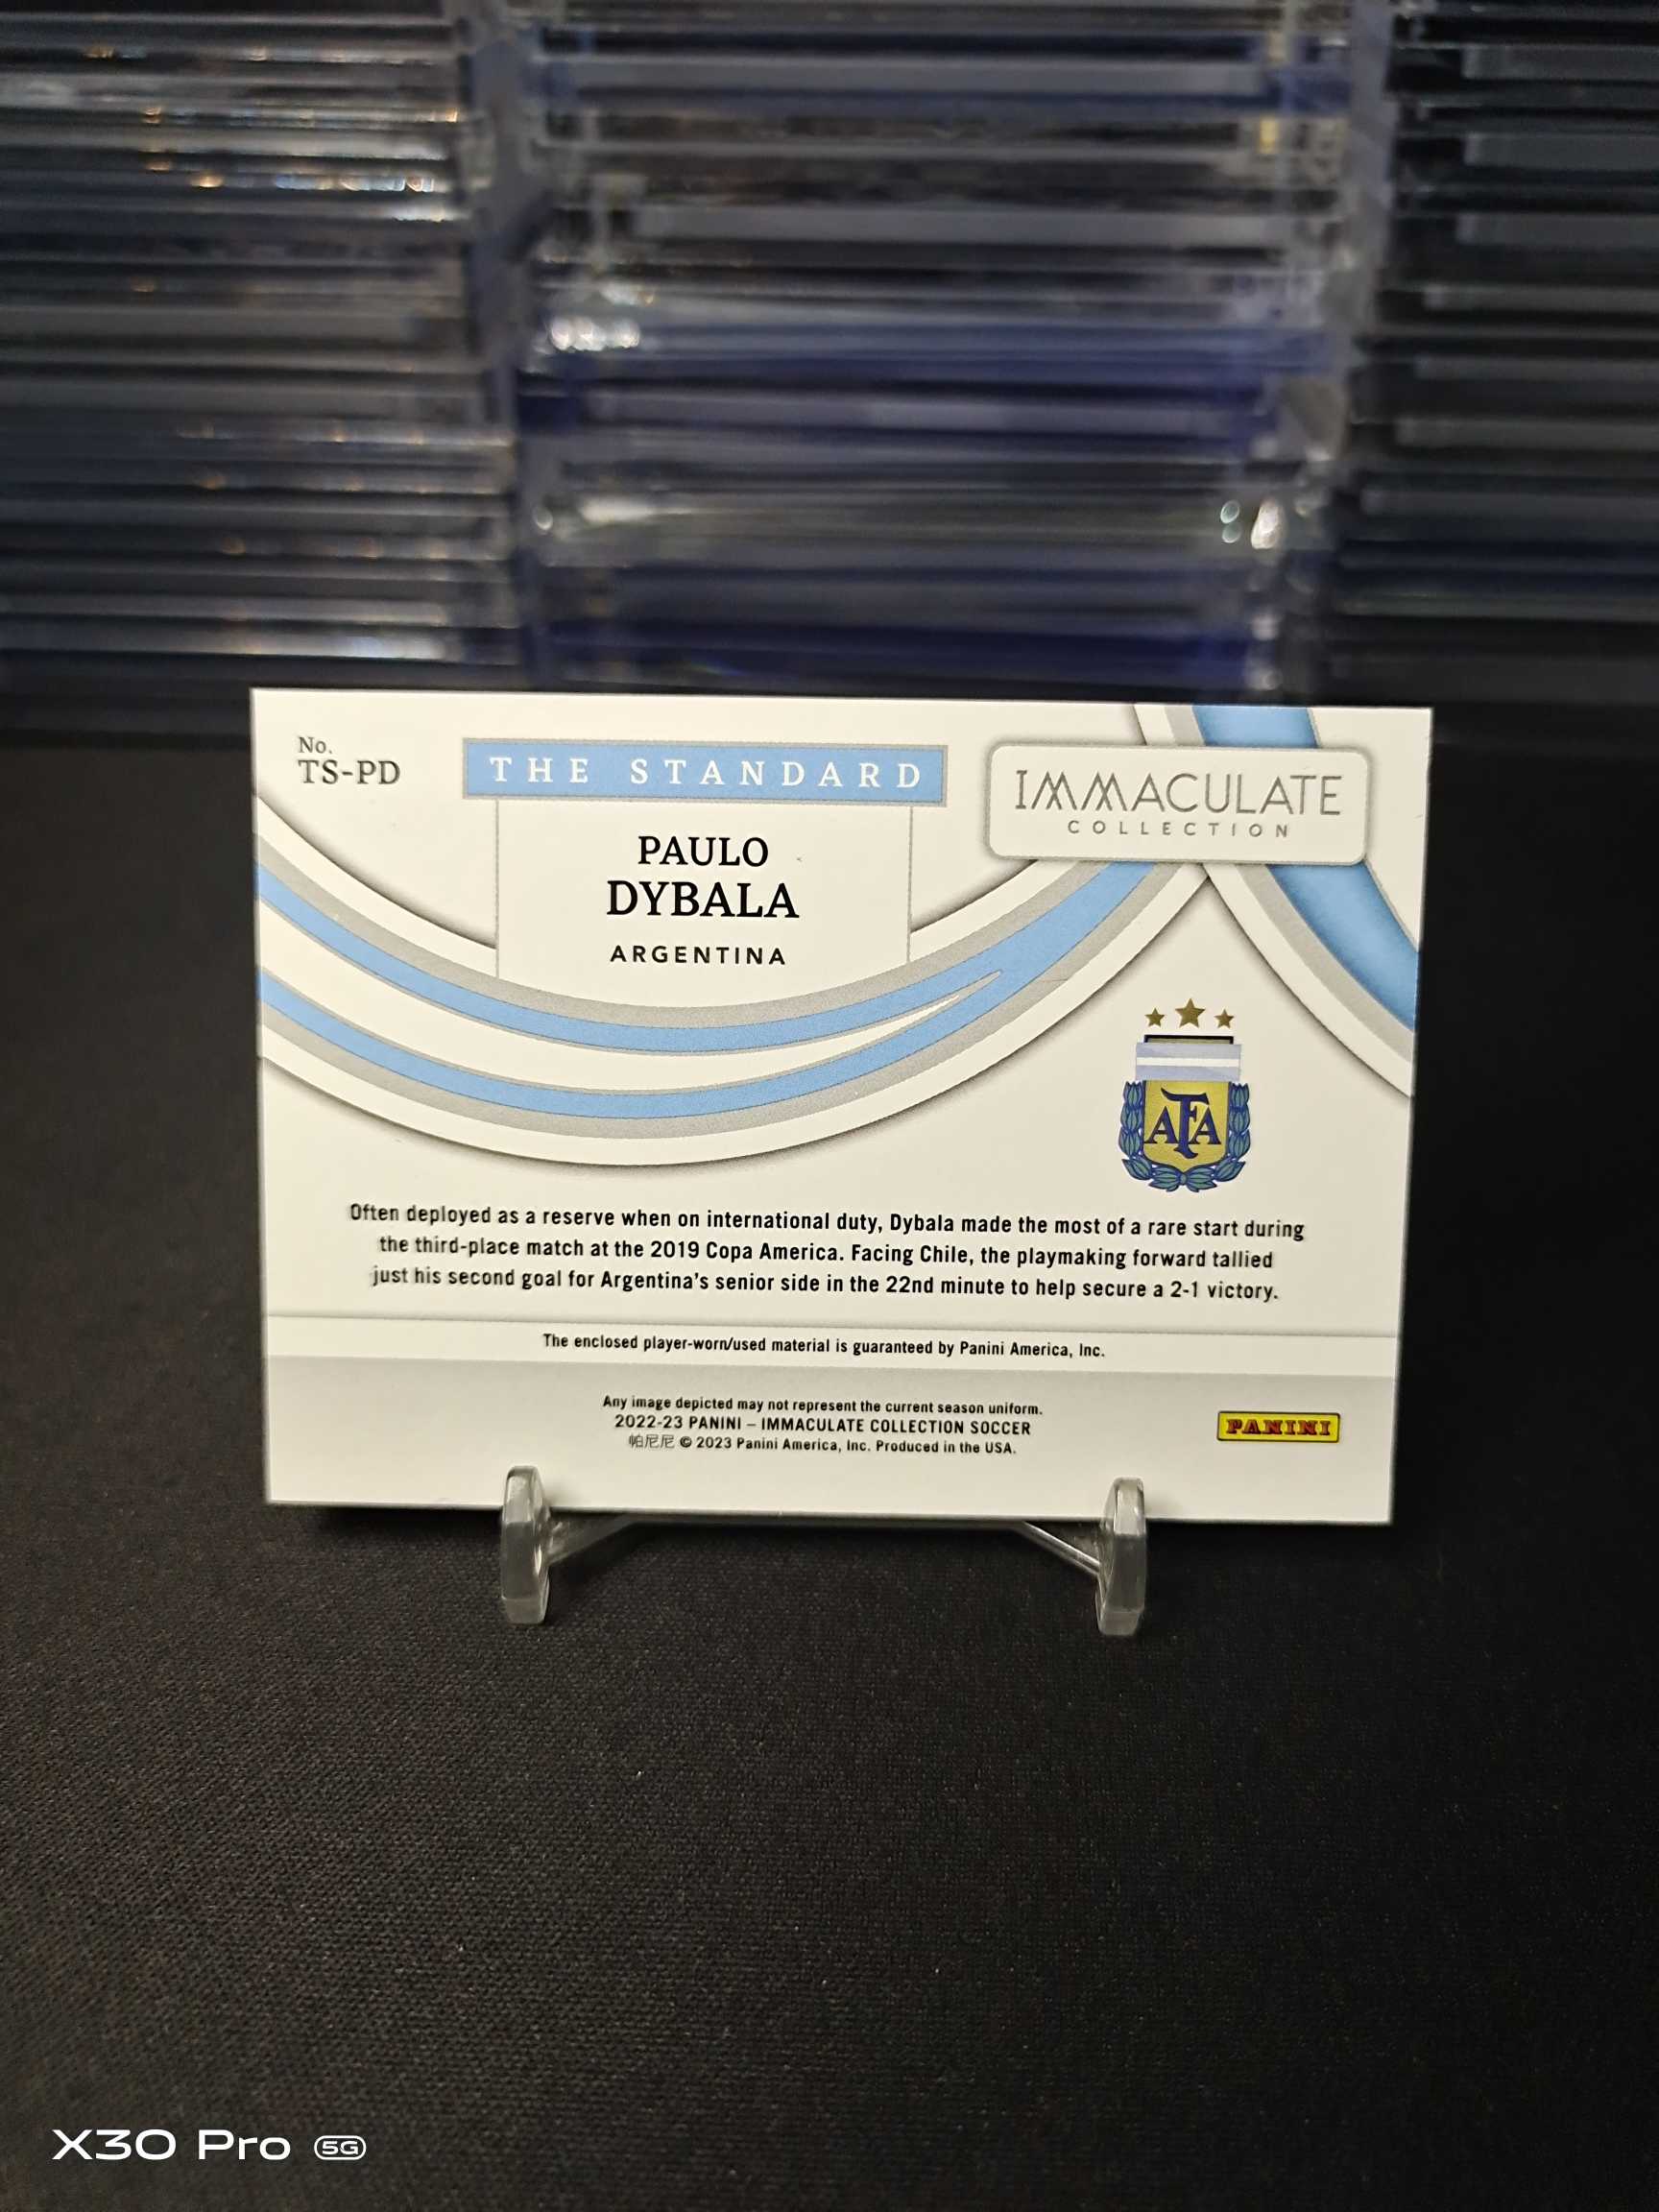 No.
TS-PD
THE STANDARD
IMMACULATE
COLLECTION
PAULO
DYBALA
ARGENTINA
AFA
Often deployed as a reserve when on international duty, Dybala made the most of a rare start during
the third-place match at the 2019 Copa America. Facing Chile, the playmaking forward tallied
just his second goal for Argentina's senior side in the 22nd minute to help secure a 2-1 victory.
The enclosed player-worn/used material is guaranteed by Panini America, Inc.
Any image depicted may not represent the current season uniform.
2022-23 PANINI – IMMACULATE COLLECTION SOCCER
帕尼尼 © 2023 Panini America, Inc. Produced in the USA.
PANINI
X30 Pro 5G